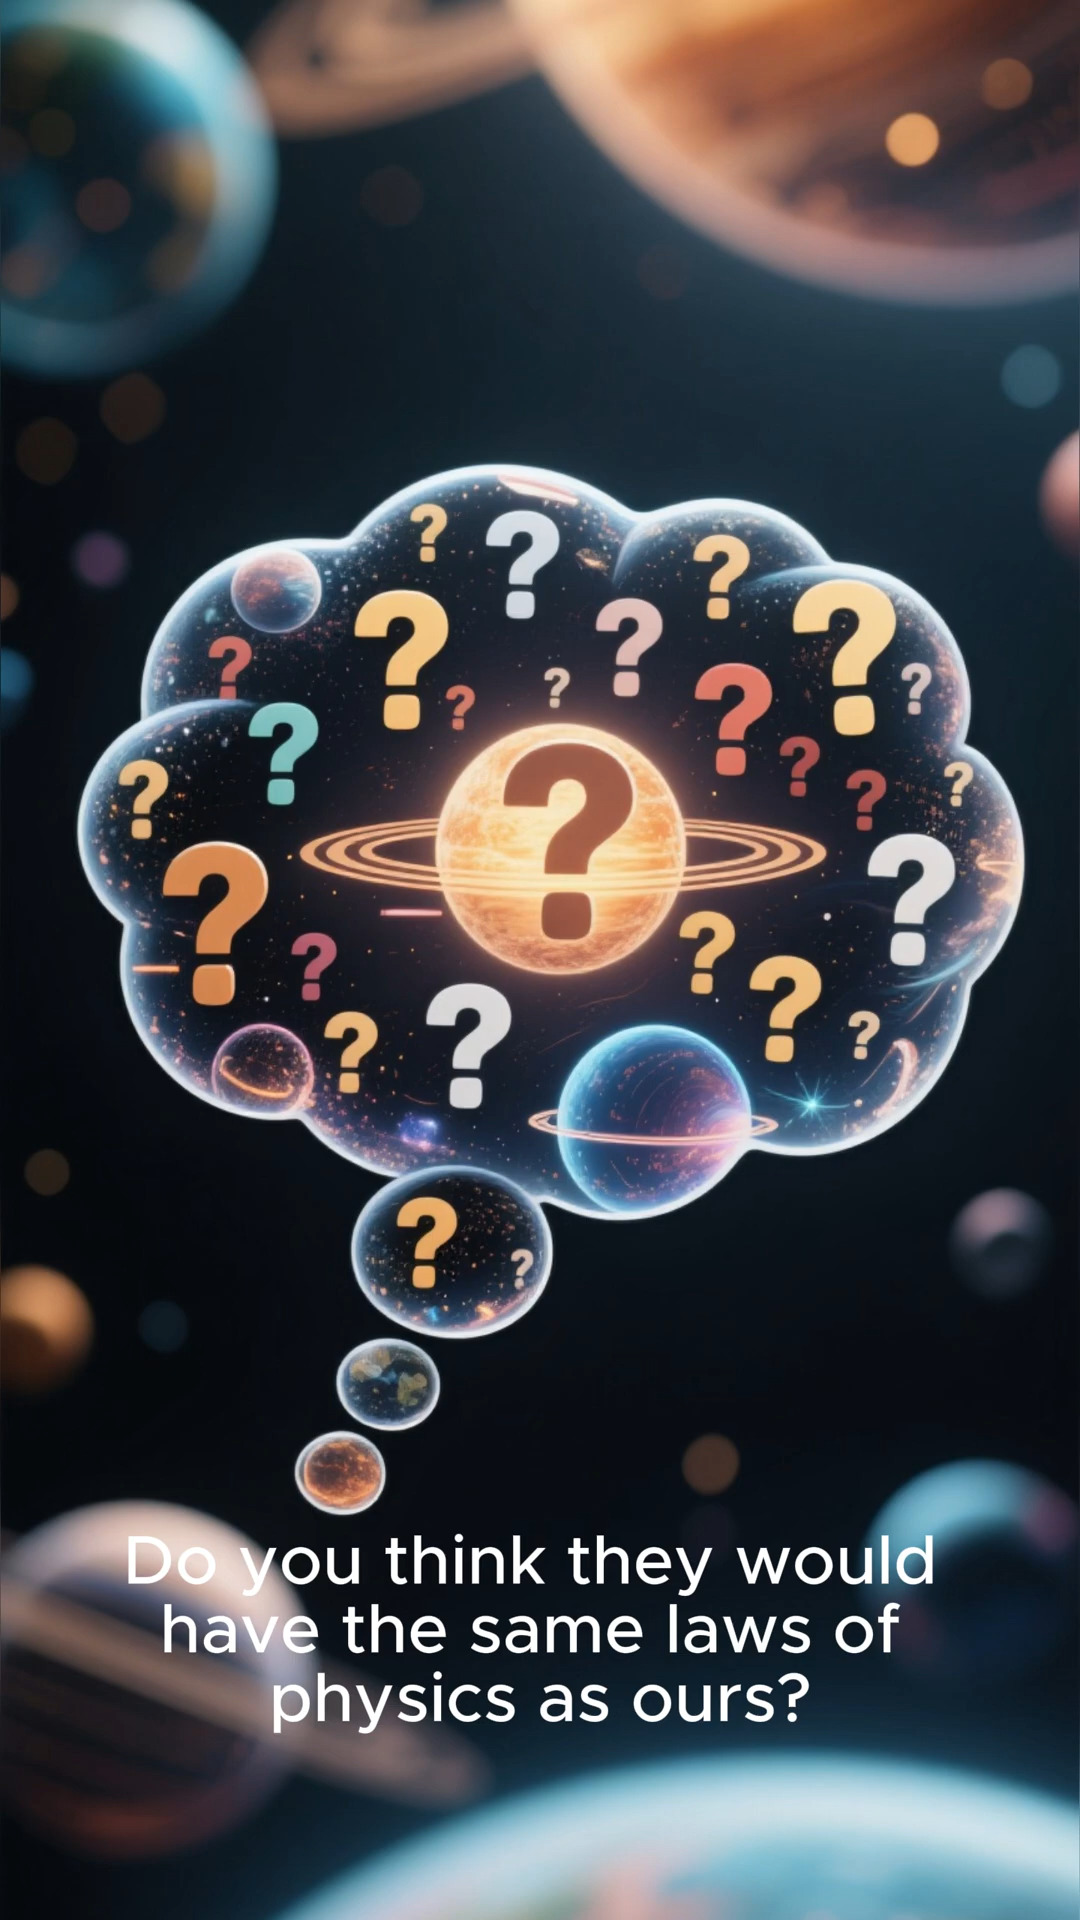 ? ? ?
? ? ? ?
? ? ? ? ? ?
? ? ? ? ?
? ?
? ? ?
? ? ?
? ? ?
? ?
Do you think they would
have the same laws of
physics as ours?